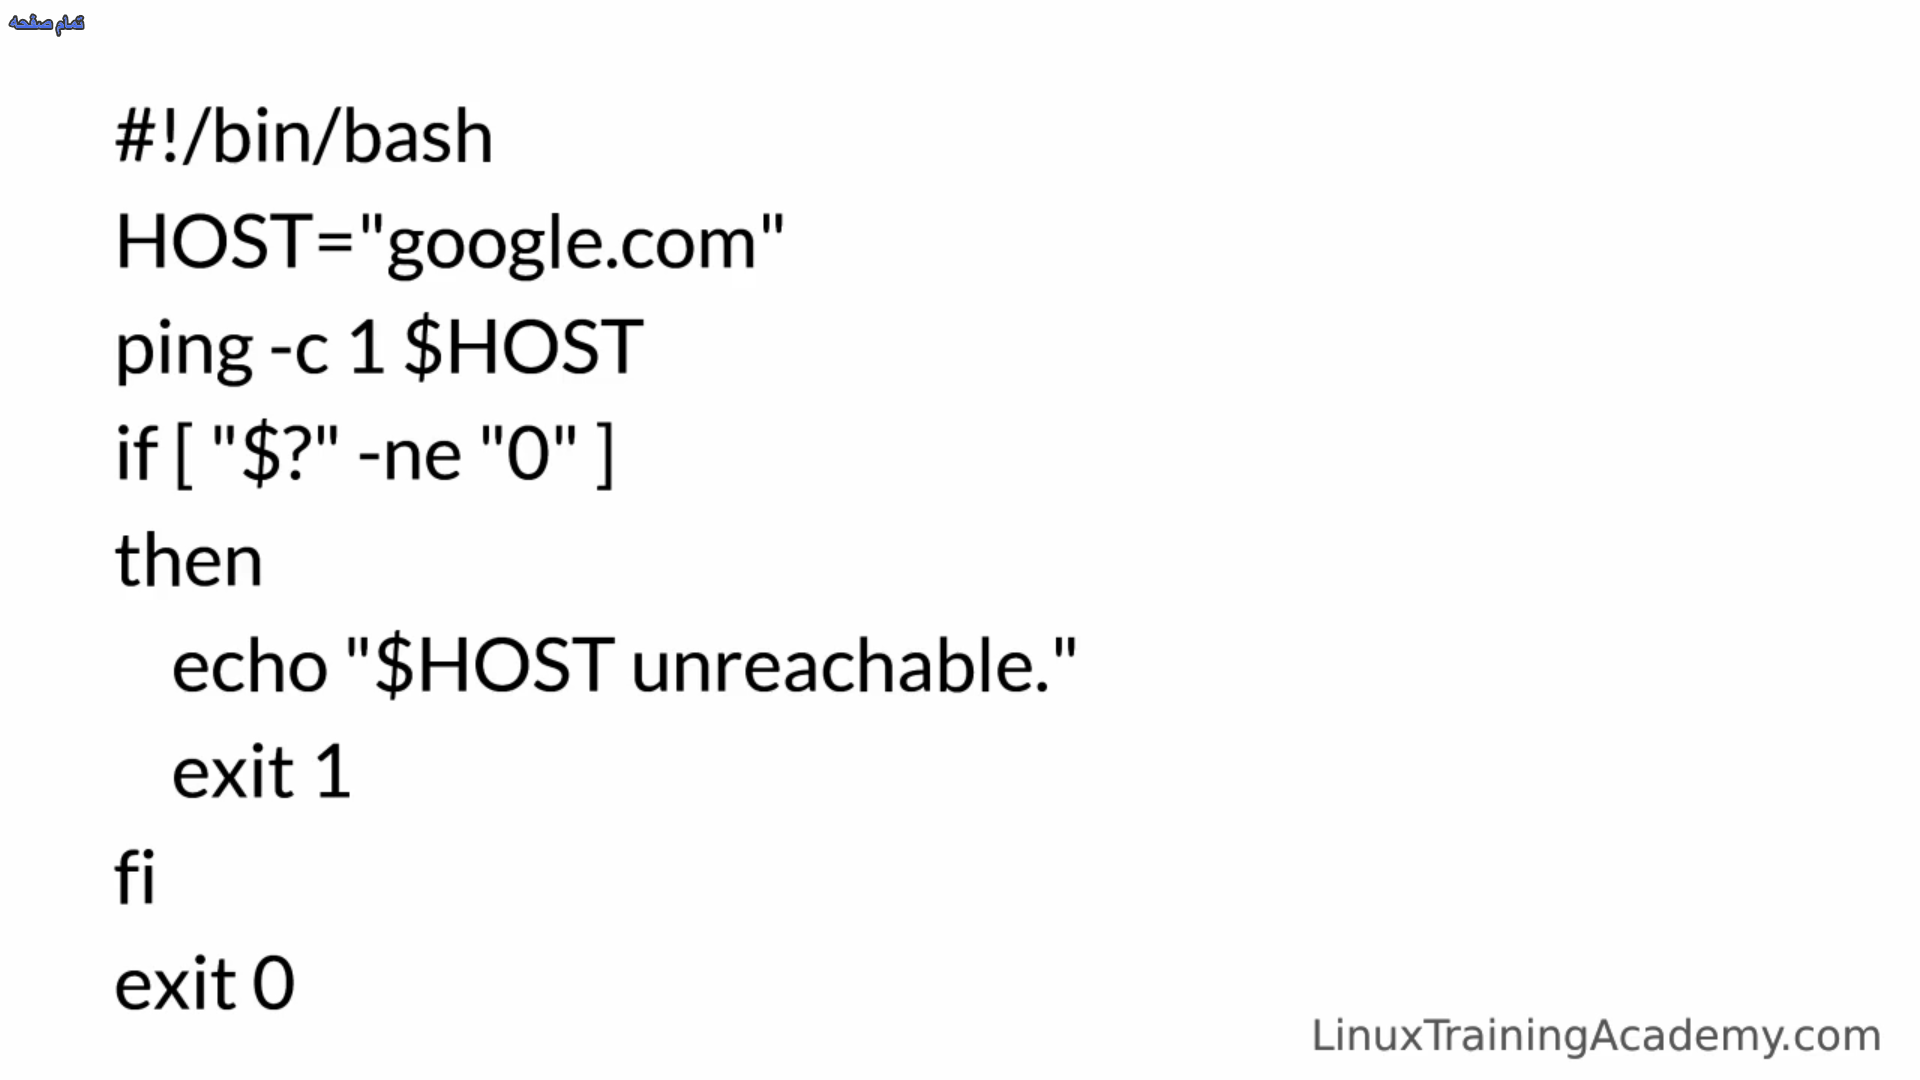 تمام صفحه
#!/bin/bash
HOST="google.com"
ping -c 1 $HOST
if [ "$?" -ne "0" ]
then
echo "$HOST unreachable."
exit 1
fi
exit 0
LinuxTrainingAcademy.com